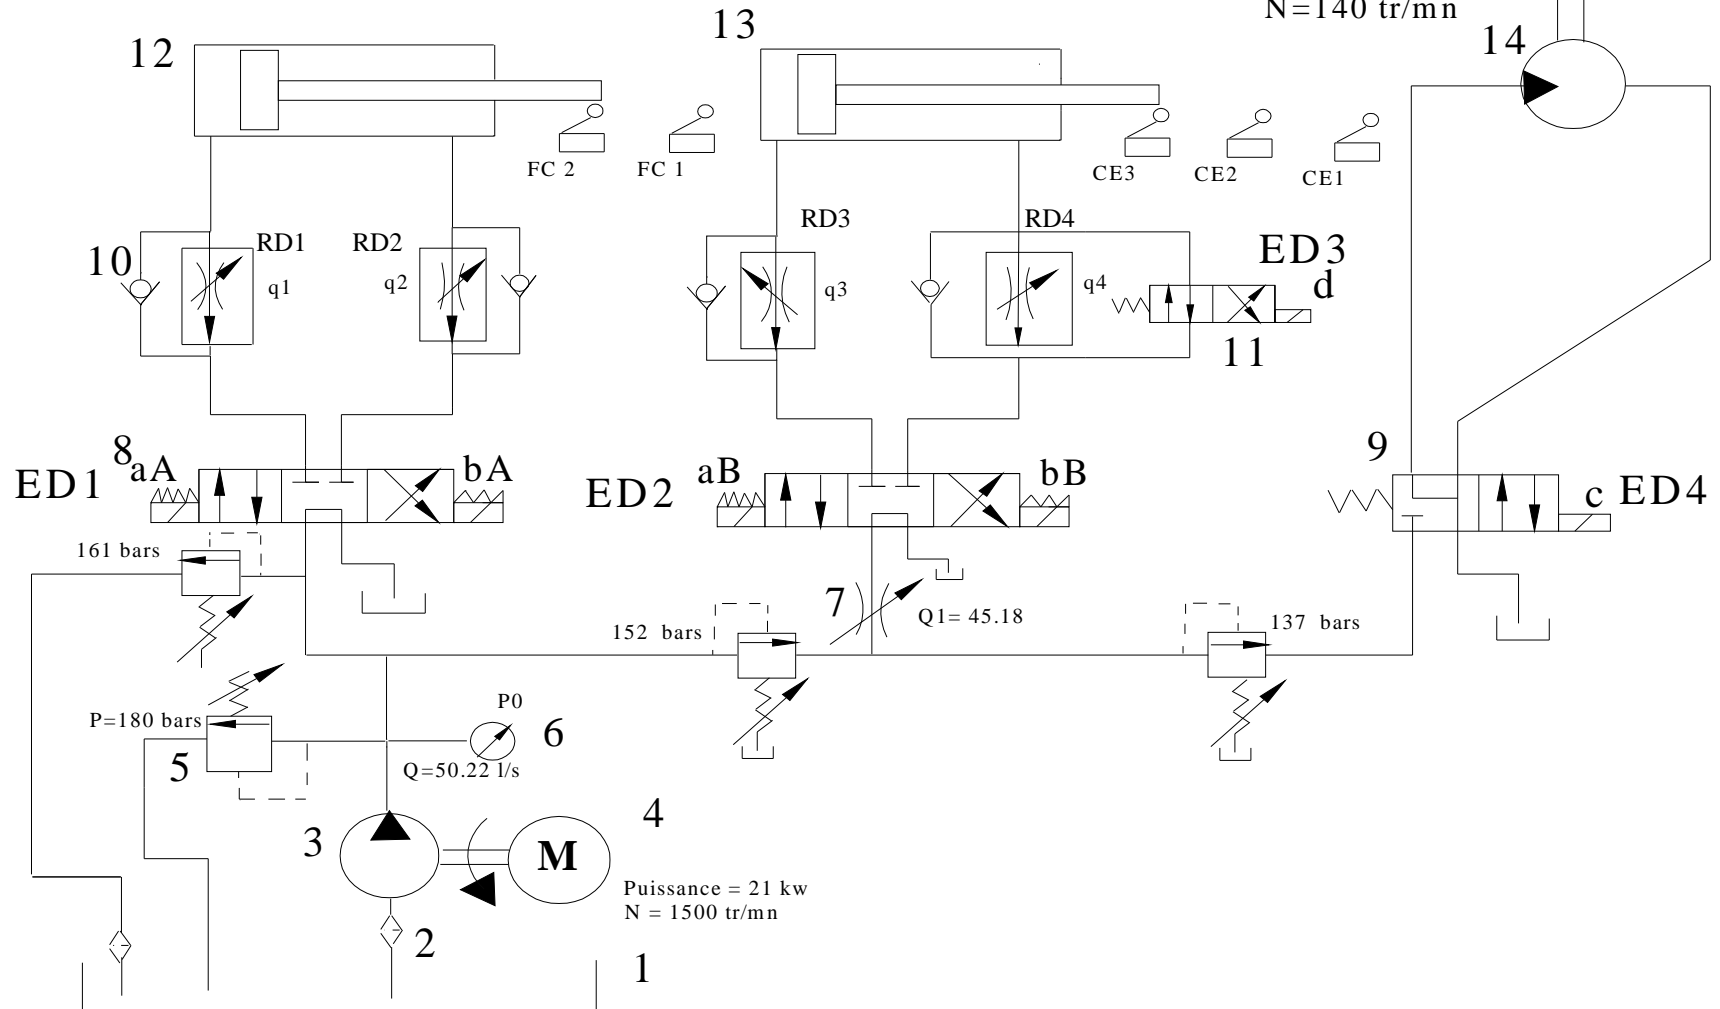 N=140 tr/mn
13
12
14
FC 2
FC 1
CE3
CE2
CE1
RD3
RD4
RD1
RD2
ED3
10
q1
q2
q3
q4
d
11
8
aA
bA
aB
bB
9
ED1
ED2
c
ED4
161 bars
7
Q1= 45.18
152 bars
137 bars
P0
P=180 bars
6
5
Q=50.22 l/s
4
3
M
Puissance = 21 kw
N = 1500 tr/mn
2
1